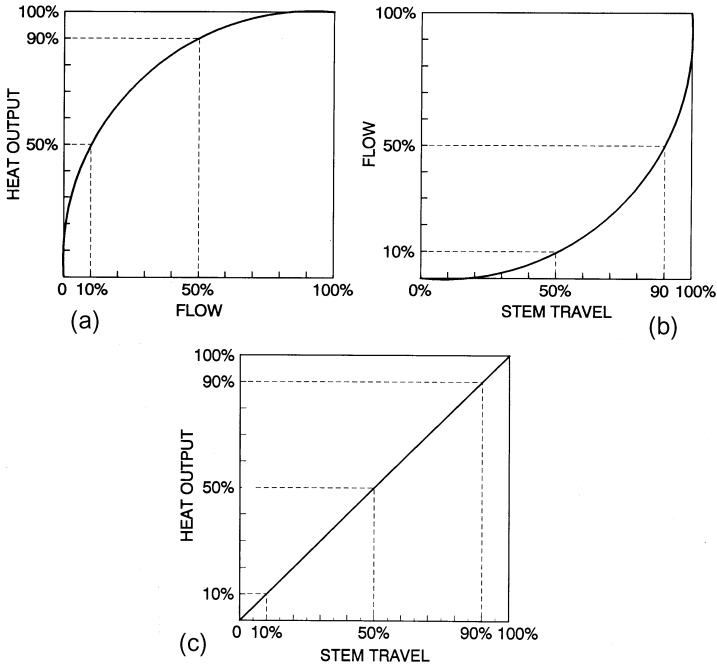 100%
90%
50%
HEAT OUTPUT
0 10% 50% 100%
FLOW
(a)
100%
50%
10%
FLOW
0% 50% 90 100%
STEM TRAVEL
(b)
100%
90%
50%
10%
HEAT OUTPUT
0 10% 50% 90% 100%
STEM TRAVEL
(c)